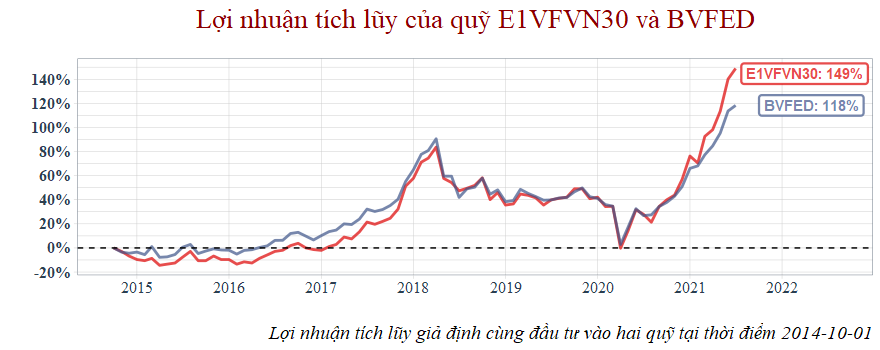 Lợi nhuận tích lũy của quỹ E1VFVN30 và BVFED
140%
120%
100%
80%
60%
40%
20%
0%
-20%
E1VFVN30: 149%
BVFED: 118%
2015 2016 2017 2018 2019 2020 2021 2022
Lợi nhuận tích lũy giả định cùng đầu tư vào hai quỹ tại thời điểm 2014-10-01